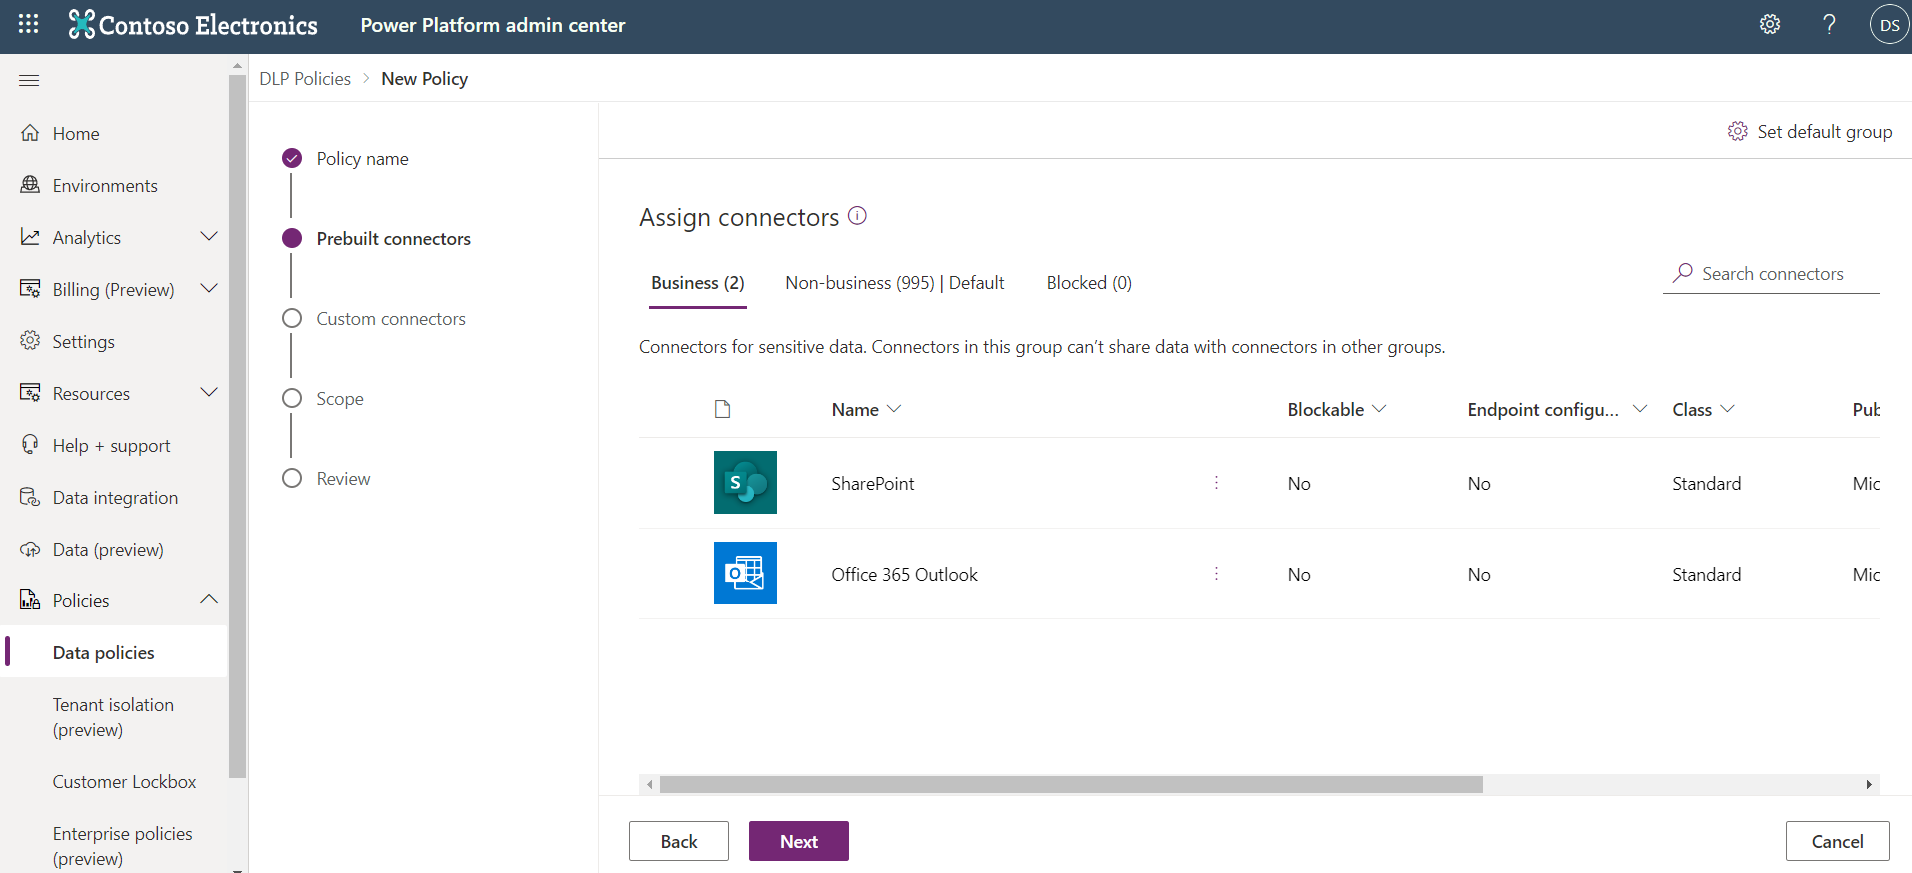 Contoso Electronics
Power Platform admin center
DS
DLP Policies > New Policy
Home
Environments
Analytics
Billing (Preview)
Settings
Resources
Help + support
Data integration
Data (preview)
Policies
Data policies
Tenant isolation
(preview)
Customer Lockbox
Enterprise policies
(preview)
Policy name
Prebuilt connectors
Custom connectors
Scope
Review
Set default group
Assign connectors
Business (2)
Non-business (995) | Default
Blocked (0)
Search connectors
Connectors for sensitive data. Connectors in this group can’t share data with connectors in other groups.
Name Blockable Endpoint configu... Class Pub
SharePoint No No Standard Mic
Office 365 Outlook No No Standard Mic
Back
Next
Cancel